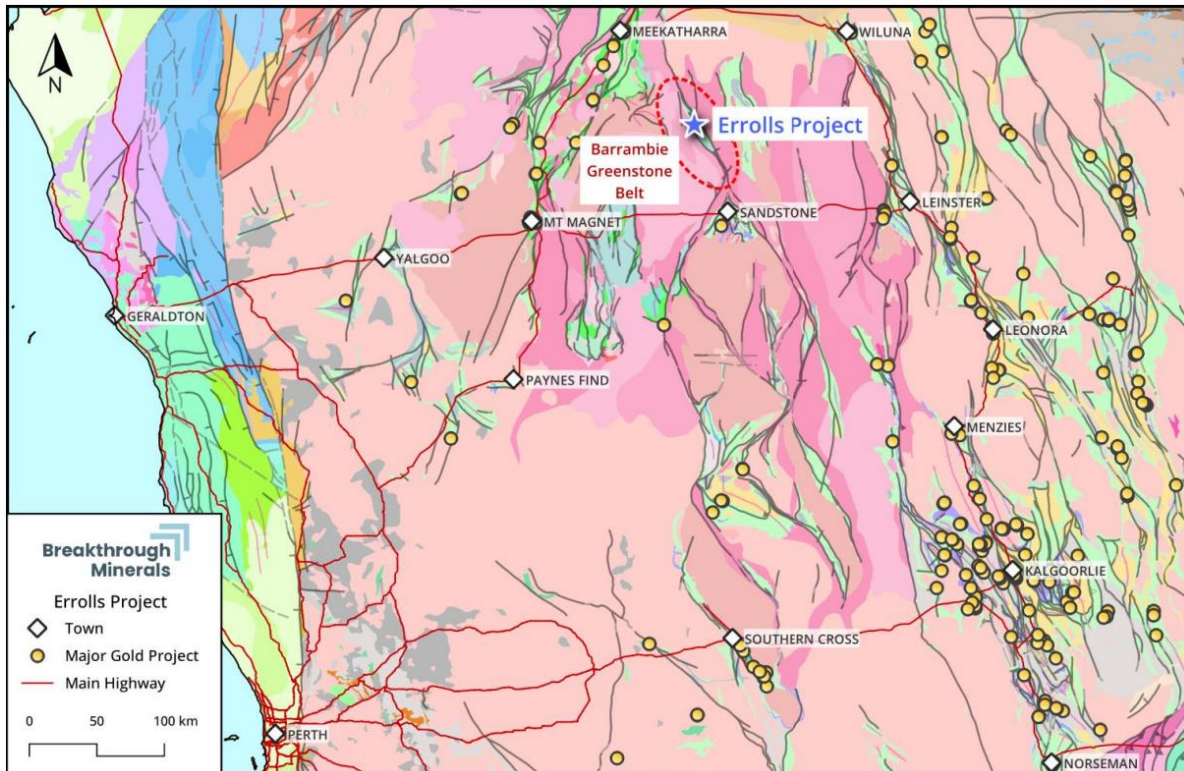 MEEKATHARRA
WILUNA
N
Errolls Project
Barrambie
Greenstone
Belt
LEINSTER
SANDSTONE
MT MAGNET
YALGOO
GERALDTON
LEONORA
PAYNES FIND
MENZIES
KALGOORLIE
SOUTHERN CROSS
PERTH
NORSEMAN
Breakthrough
Minerals
Errolls Project
Town
Major Gold Project
Main Highway
0 50 100 km